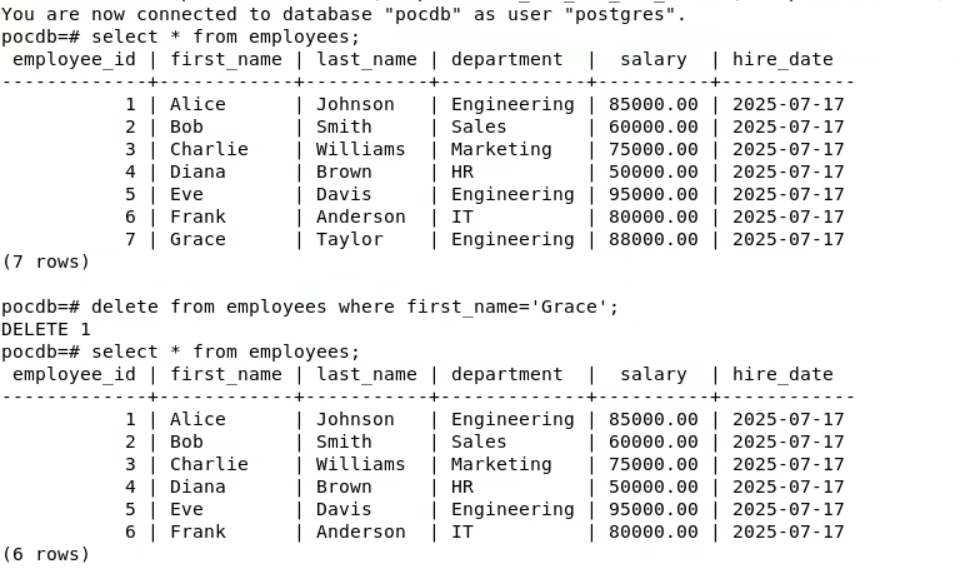 You are now connected to database "pocdb" as user "postgres".
pocdb=# select * from employees;
 employee_id | first_name | last_name | department  |  salary  | hire_date
-------------+------------+-----------+-------------+----------+------------
           1 | Alice      | Johnson   | Engineering | 85000.00 | 2025-07-17
           2 | Bob        | Smith     | Sales       | 60000.00 | 2025-07-17
           3 | Charlie    | Williams  | Marketing   | 75000.00 | 2025-07-17
           4 | Diana      | Brown     | HR          | 50000.00 | 2025-07-17
           5 | Eve        | Davis     | Engineering | 95000.00 | 2025-07-17
           6 | Frank      | Anderson  | IT          | 80000.00 | 2025-07-17
           7 | Grace      | Taylor    | Engineering | 88000.00 | 2025-07-17
(7 rows)

pocdb=# delete from employees where first_name='Grace';
DELETE 1
pocdb=# select * from employees;
 employee_id | first_name | last_name | department  |  salary  | hire_date
-------------+------------+-----------+-------------+----------+------------
           1 | Alice      | Johnson   | Engineering | 85000.00 | 2025-07-17
           2 | Bob        | Smith     | Sales       | 60000.00 | 2025-07-17
           3 | Charlie    | Williams  | Marketing   | 75000.00 | 2025-07-17
           4 | Diana      | Brown     | HR          | 50000.00 | 2025-07-17
           5 | Eve        | Davis     | Engineering | 95000.00 | 2025-07-17
           6 | Frank      | Anderson  | IT          | 80000.00 | 2025-07-17
(6 rows)